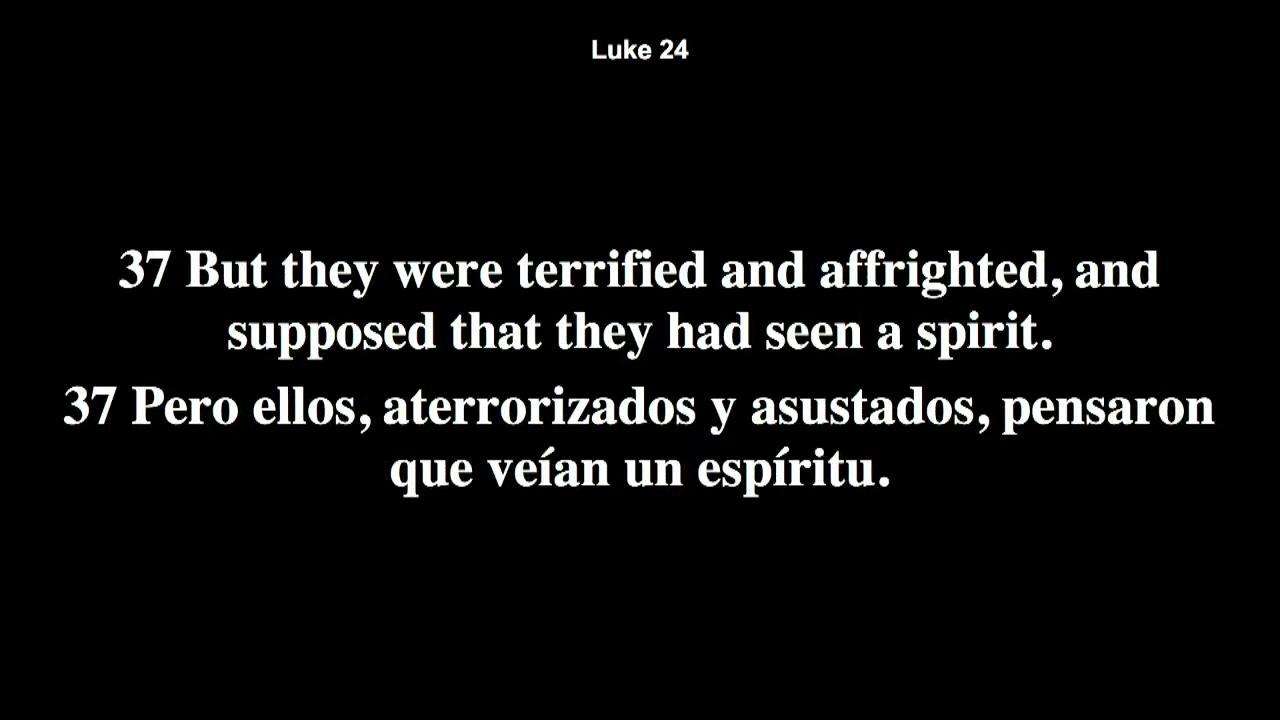 Luke 24
37 But they were terrified and affrighted, and
supposed that they had seen a spirit.
37 Pero ellos, aterrorizados y asustados, pensaron
que veían un espíritu.